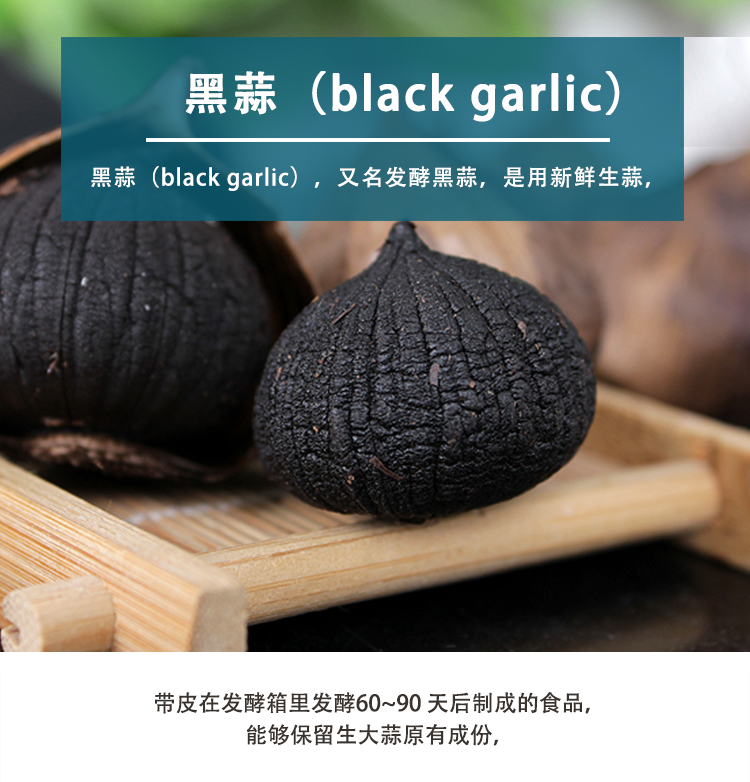 黑蒜（black garlic）
黑蒜（black garlic），又名发酵黑蒜，是用新鲜生蒜，
带皮在发酵箱里发酵60~90 天后制成的食品，
能够保留生大蒜原有成份，